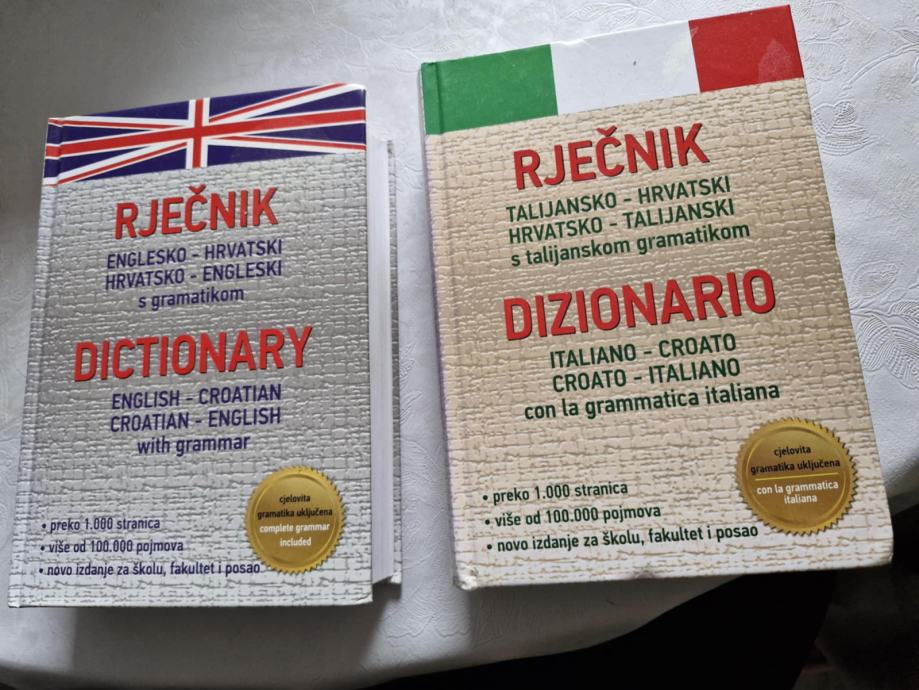 RJEČNIK
ENGLESKO - HRVATSKI
HRVATSKO - ENGLESKI
s gramatikom
DICTIONARY
ENGLISH - CROATIAN
CROATIAN - ENGLISH
with grammar
cjelovita
gramatika uključena
complete grammar
included
• preko 1.000 stranica
• više od 100.000 pojmova
• novo izdanje za školu, fakultet i posao
RJEČNIK
TALIJANSKO - HRVATSKI
HRVATSKO - TALIJANSKI
s talijanskom gramatikom
DIZIONARIO
ITALIANO - CROATO
CROATO - ITALIANO
con la grammatica italiana
cjelovita
gramatika uključena
con la grammatica
italiana
• preko 1.000 stranica
• više od 100.000 pojmova
• novo izdanje za školu, fakultet i posao